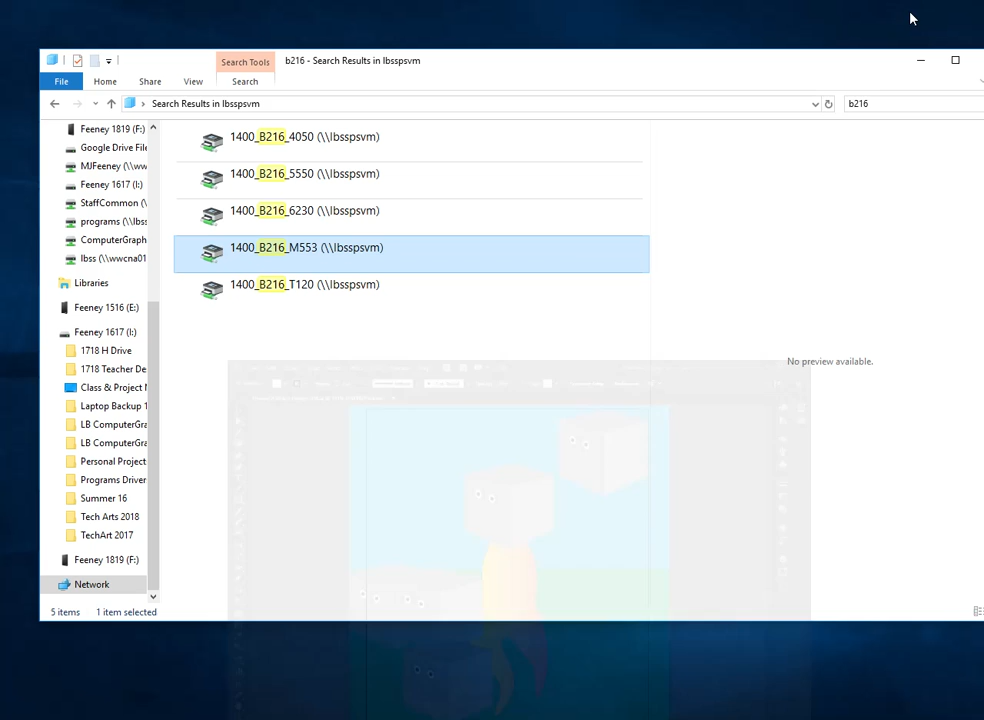 Search Tools
b216 - Search Results in lbsspsvm
File
Home
Share
View
Search
Search Results in lbsspsvm
b216
Feeney 1819 (F:)
Google Drive File
MJFeeney (\\ww
Feeney 1617 (I:)
StaffCommon (\
programs (\\lbss
ComputerGraph
lbss (\\wwcna01
Libraries
Feeney 1516 (E:)
Feeney 1617 (I:)
1718 H Drive
1718 Teacher De
Class & Project M
Laptop Backup 1
LB ComputerGra
LB ComputerGra
Personal Project
Programs Driver
Summer 16
Tech Arts 2018
TechArt 2017
Feeney 1819 (F:)
Network
1400_B216_4050 (\\lbsspsvm)
1400_B216_5550 (\\lbsspsvm)
1400_B216_6230 (\\lbsspsvm)
1400_B216_M553 (\\lbsspsvm)
1400_B216_T120 (\\lbsspsvm)
No preview available.
5 items
1 item selected